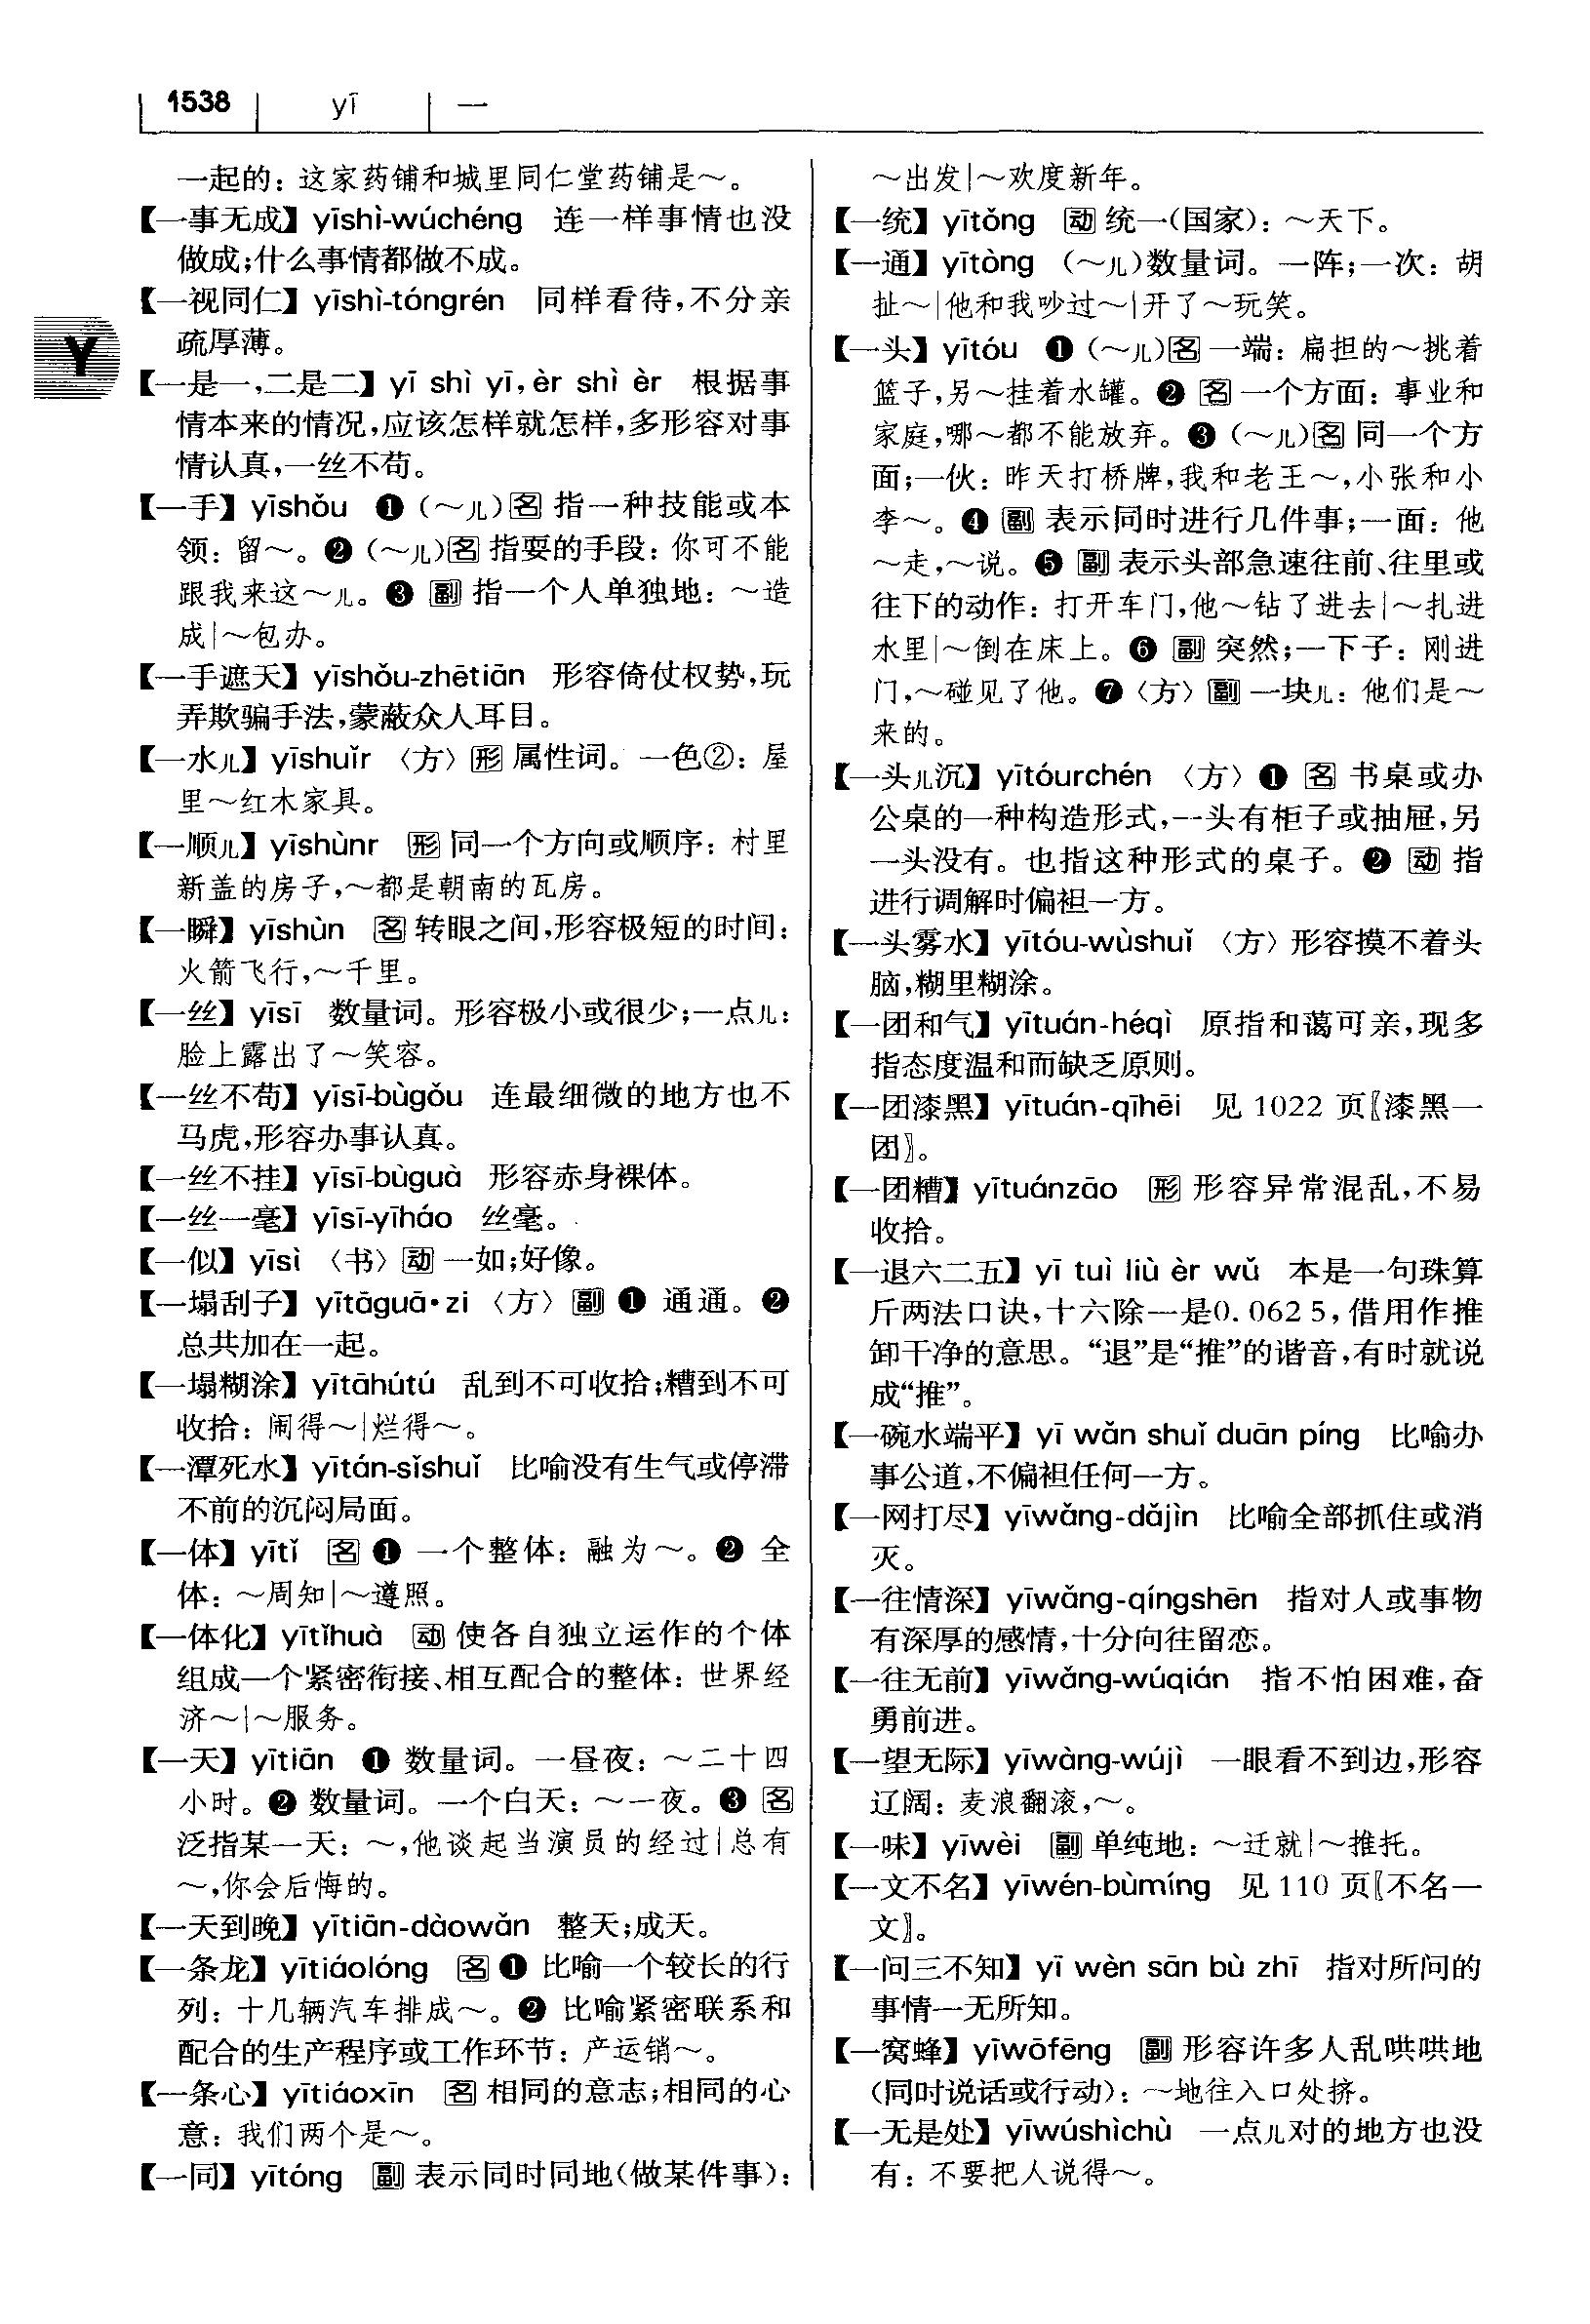 1538 yī 一
一起的：这家药铺和城里同仁堂药铺是～。
【一事无成】yīshì-wúchéng 连一样事情也没
做成；什么事情都做不成。
【一视同仁】yīshì-tóngrén 同样看待，不分亲
疏厚薄。
Y
【一是一，二是二】yī shì yī, èr shì èr 根据事
情本来的情况，应该怎样就怎样，多形容对事
情认真，一丝不苟。
【一手】yīshǒu ❶（～儿）名 指一种技能或本
领：留～。❷（～儿）名 指耍的手段：你可不能
跟我来这～儿。❸ 副 指一个人单独地：～造
成|～包办。
【一手遮天】yīshǒu-zhētiān 形容倚仗权势，玩
弄欺骗手法，蒙蔽众人耳目。
【一水儿】yīshuǐr 〈方〉形 属性词。一色②：屋
里～红木家具。
【一顺儿】yīshùnr 形 同一个方向或顺序：村里
新盖的房子，～都是朝南的瓦房。
【一瞬】yīshùn 名 转眼之间，形容极短的时间：
火箭飞行，～千里。
【一丝】yīsī 数量词。形容极小或很少；一点儿：
脸上露出了～笑容。
【一丝不苟】yīsī-bùgǒu 连最细微的地方也不
马虎，形容办事认真。
【一丝不挂】yīsī-bùguà 形容赤身裸体。
【一丝一毫】yīsī-yīháo 丝毫。
【一似】yīsì 〈书〉动 一如；好像。
【一塌刮子】yītāguā•zi 〈方〉副 ❶ 通通。❷
总共加在一起。
【一塌糊涂】yītāhútú 乱到不可收拾；糟到不可
收拾：闹得～|烂得～。
【一潭死水】yītán-sǐshuǐ 比喻没有生气或停滞
不前的沉闷局面。
【一体】yītǐ 名 ❶ 一个整体：融为～。❷ 全
体：～周知|～遵照。
【一体化】yītǐhuà 动 使各自独立运作的个体
组成一个紧密衔接、相互配合的整体：世界经
济～|～服务。
【一天】yītiān ❶ 数量词。一昼夜：～二十四
小时。❷ 数量词。一个白天：～一夜。❸ 名
泛指某一天：～，他谈起当演员的经过|总有
～，你会后悔的。
【一天到晚】yītiān-dàowǎn 整天；成天。
【一条龙】yītiáolóng 名 ❶ 比喻一个较长的行
列：十几辆汽车排成～。❷ 比喻紧密联系和
配合的生产程序或工作环节：产运销～。
【一条心】yītiáoxīn 名 相同的意志；相同的心
意：我们两个是～。
【一同】yītóng 副 表示同时同地（做某件事）：
～出发|～欢度新年。
【一统】yītǒng 动 统一（国家）：～天下。
【一通】yītòng （～儿）数量词。一阵；一次：胡
扯～|他和我吵过～|开了～玩笑。
【一头】yītóu ❶（～儿）名 一端：扁担的～挑着
篮子，另～挂着水罐。❷ 名 一个方面：事业和
家庭，哪～都不能放弃。❸（～儿）名 同一个方
面；一伙：昨天打桥牌，我和老王～，小张和小
李～。❹ 副 表示同时进行几件事；一面：他
～走，～说。❺ 副 表示头部急速往前、往里或
往下的动作：打开车门，他～钻了进去|～扎进
水里|～倒在床上。❻ 副 突然；一下子：刚进
门，～碰见了他。❼〈方〉副 一块儿：他们是～
来的。
【一头儿沉】yītóurchén 〈方〉❶ 名 书桌或办
公桌的一种构造形式，一头有柜子或抽屉，另
一头没有。也指这种形式的桌子。❷ 动 指
进行调解时偏袒一方。
【一头雾水】yītóu-wùshuǐ 〈方〉形容摸不着头
脑，糊里糊涂。
【一团和气】yītuán-héqì 原指和蔼可亲，现多
指态度温和而缺乏原则。
【一团漆黑】yītuán-qīhēi 见 1022 页〖漆黑一
团〗。
【一团糟】yītuánzāo 形 形容异常混乱，不易
收拾。
【一退六二五】yī tuì liù èr wǔ 本是一句珠算
斤两法口诀，十六除一是0.062 5，借用作推
卸干净的意思。“退”是“推”的谐音，有时就说
成“推”。
【一碗水端平】yī wǎn shuǐ duān píng 比喻办
事公道，不偏袒任何一方。
【一网打尽】yīwǎng-dǎjìn 比喻全部抓住或消
灭。
【一往情深】yīwǎng-qíngshēn 指对人或事物
有深厚的感情，十分向往留恋。
【一往无前】yīwǎng-wúqián 指不怕困难，奋
勇前进。
【一望无际】yīwàng-wújì 一眼看不到边，形容
辽阔：麦浪翻滚，～。
【一味】yīwèi 副 单纯地：～迁就|～推托。
【一文不名】yīwén-bùmíng 见 110 页〖不名一
文〗。
【一问三不知】yī wèn sān bù zhī 指对所问的
事情一无所知。
【一窝蜂】yīwōfēng 副 形容许多人乱哄哄地
（同时说话或行动）：～地往入口处挤。
【一无是处】yīwúshìchù 一点儿对的地方也没
有：不要把人说得～。